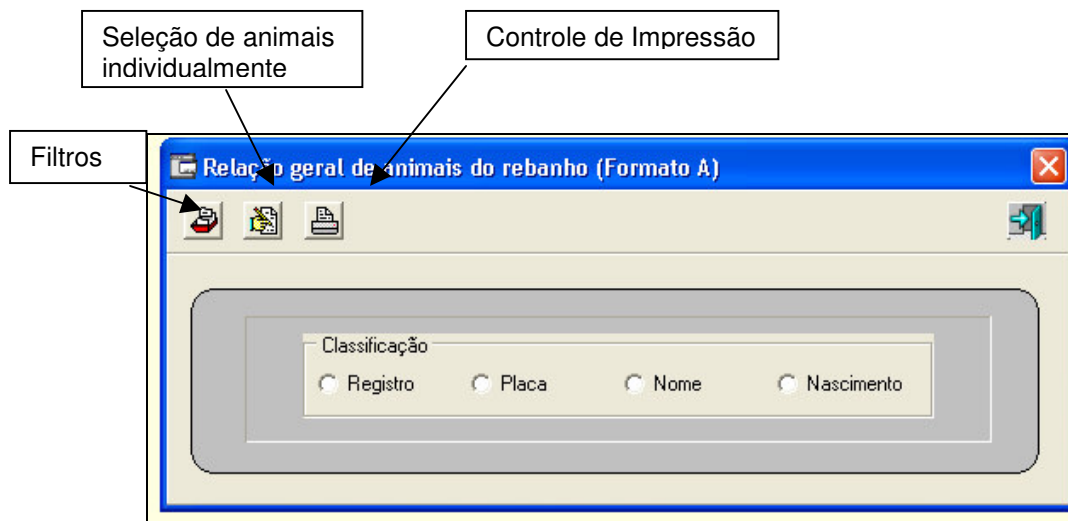 Seleção de animais
individualmente
Controle de Impressão
Filtros
Relação geral de animais do rebanho (Formato A)
Classificação
Registro
Placa
Nome
Nascimento